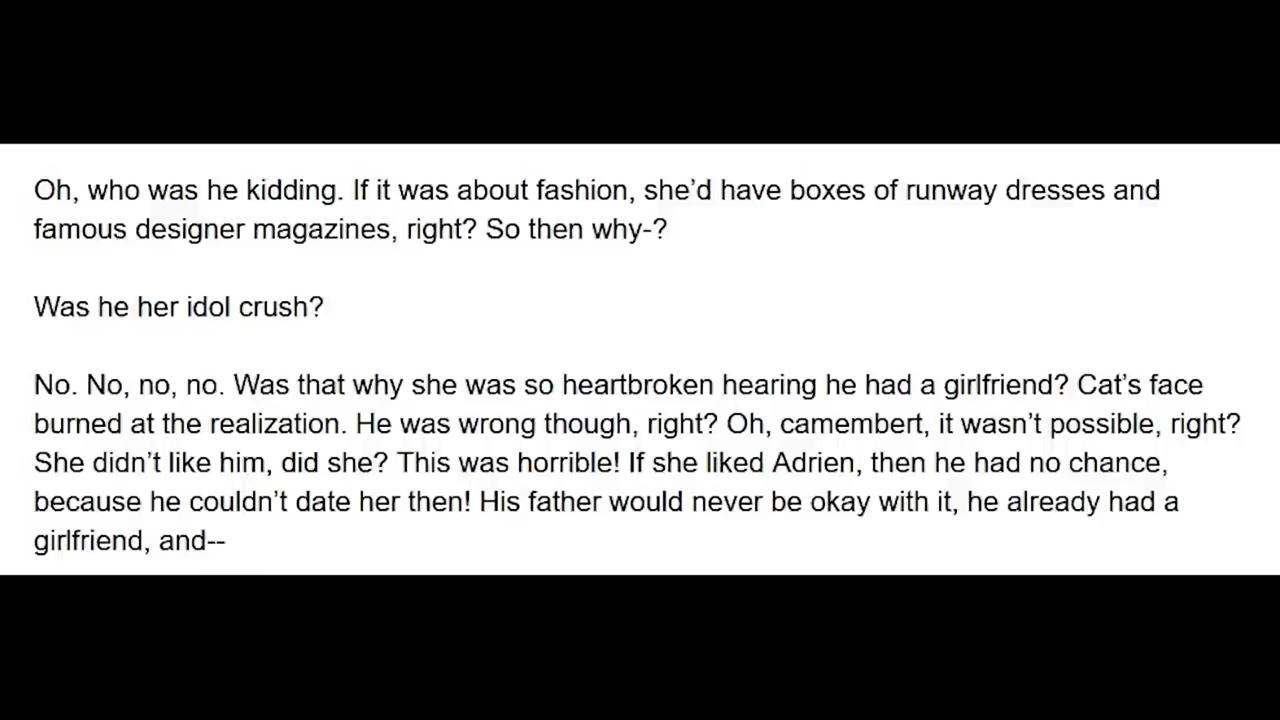 Oh, who was he kidding. If it was about fashion, she’d have boxes of runway dresses and
famous designer magazines, right? So then why-?
Was he her idol crush?
No. No, no, no. Was that why she was so heartbroken hearing he had a girlfriend? Cat’s face
burned at the realization. He was wrong though, right? Oh, camembert, it wasn’t possible, right?
She didn’t like him, did she? This was horrible! If she liked Adrien, then he had no chance,
because he couldn’t date her then! His father would never be okay with it, he already had a
girlfriend, and--